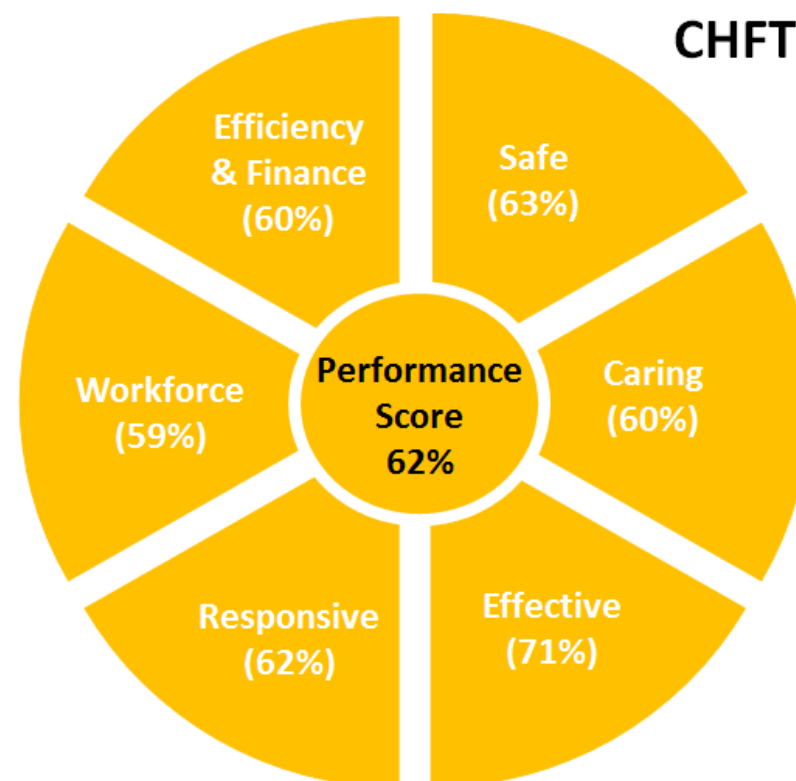 CHFT
Efficiency
& Finance
(60%)
Safe
(63%)
Caring
(60%)
Effective
(71%)
Responsive
(62%)
Workforce
(59%)
Performance
Score
62%